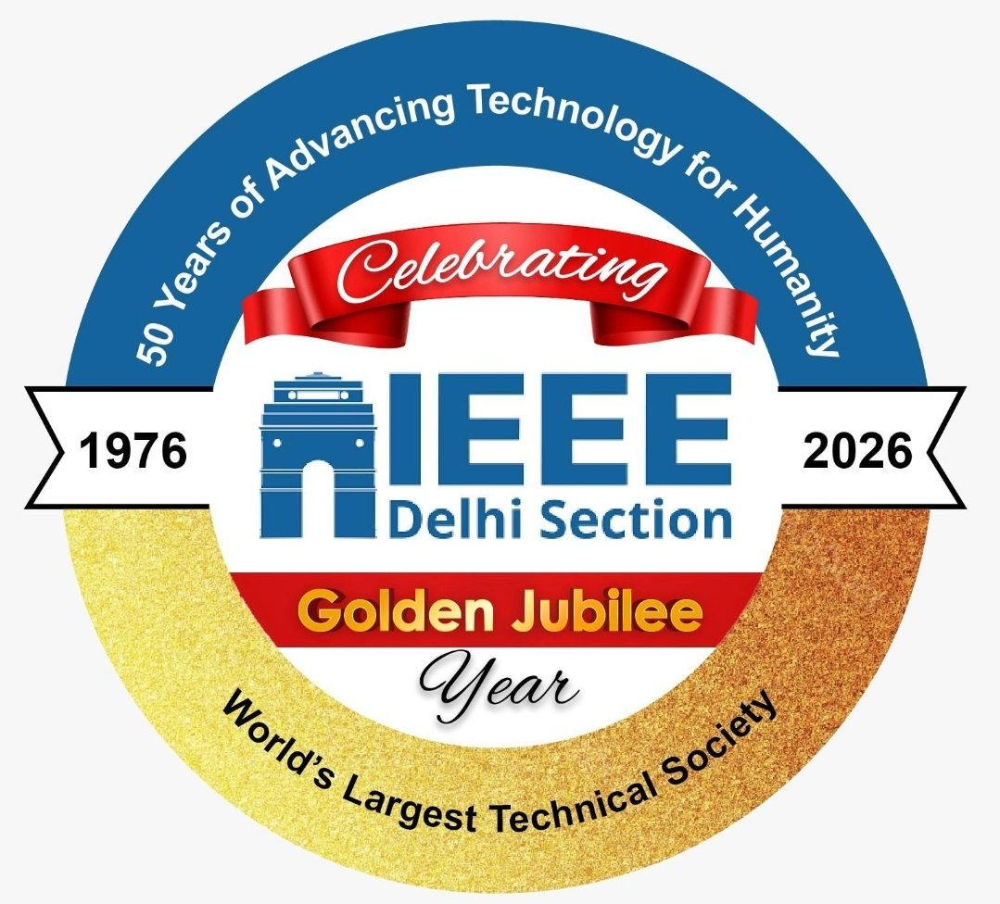 50 Years of Advancing Technology for Humanity
Celebrating
1976
IEEE
2026
Delhi Section
Golden Jubilee
Year
World’s Largest Technical Society